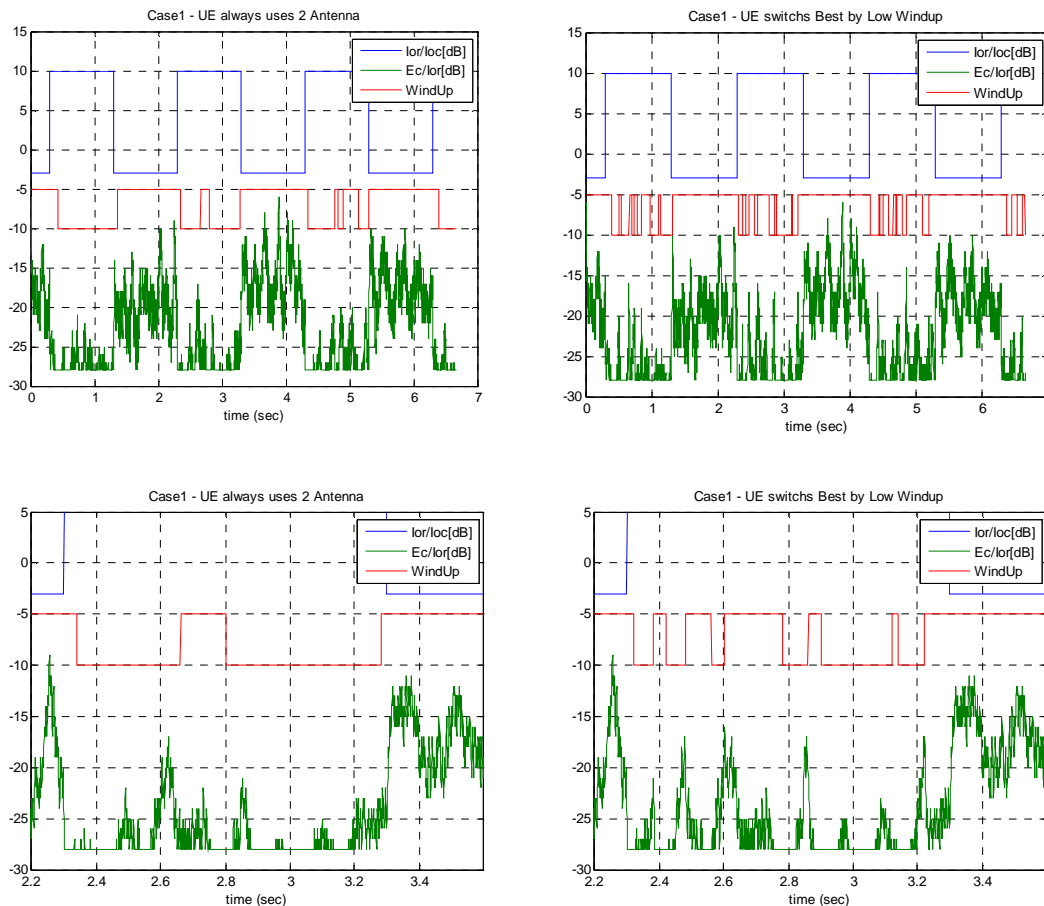 Case1 - UE always uses 2 Antenna
15
10
5
0
-5
-10
-15
-20
-25
-30
0 1 2 3 4 5 6 7
time (sec)
Ior/Ioc[dB]
Ec/Ior[dB]
WindUp
Case1 - UE switchs Best by Low Windup
15
10
5
0
-5
-10
-15
-20
-25
-30
0 1 2 3 4 5 6
time (sec)
Ior/Ioc[dB]
Ec/Ior[dB]
WindUp
Case1 - UE always uses 2 Antenna
5
0
-5
-10
-15
-20
-25
-30
2.2 2.4 2.6 2.8 3 3.2 3.4
time (sec)
Ior/Ioc[dB]
Ec/Ior[dB]
WindUp
Case1 - UE switchs Best by Low Windup
5
0
-5
-10
-15
-20
-25
-30
2.2 2.4 2.6 2.8 3 3.2 3.4
time (sec)
Ior/Ioc[dB]
Ec/Ior[dB]
WindUp